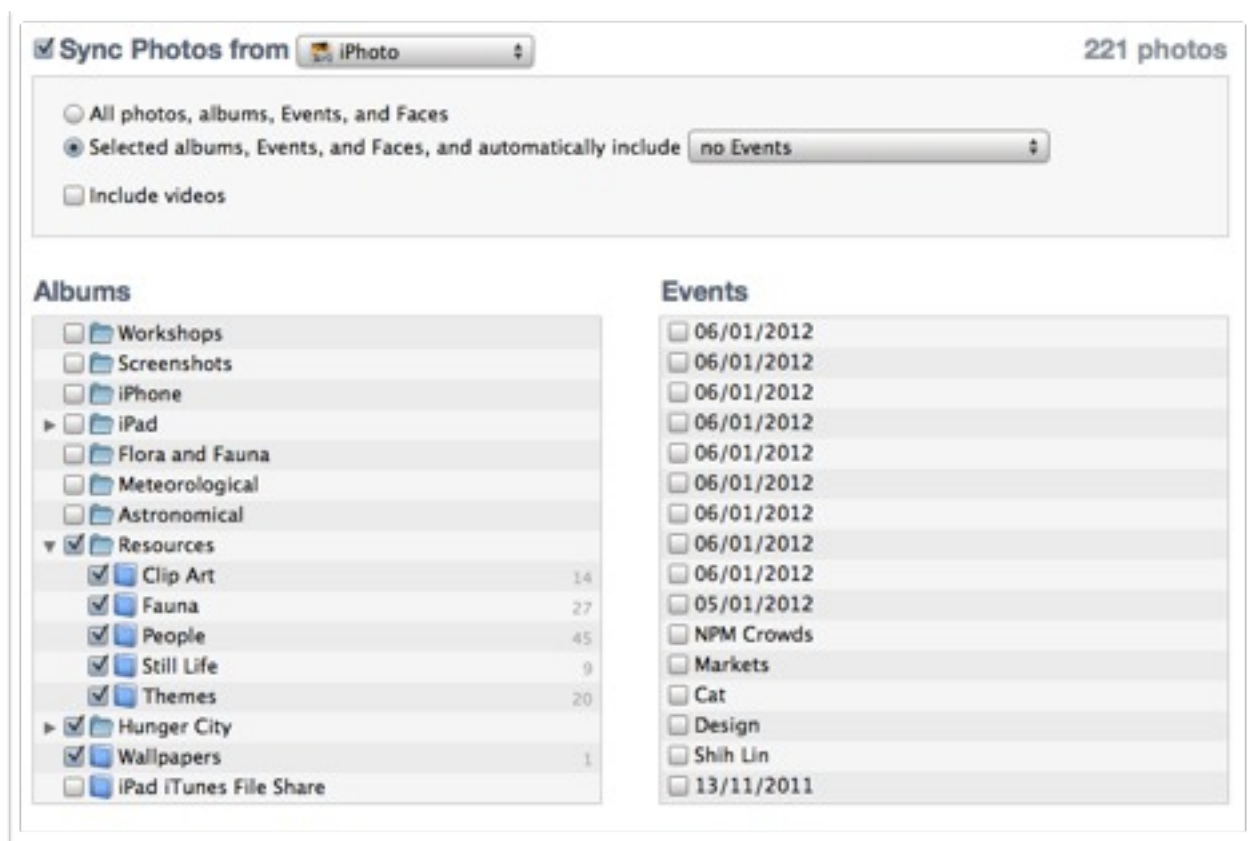 Sync Photos from iPhoto 221 photos
All photos, albums, Events, and Faces
Selected albums, Events, and Faces, and automatically include no Events
Include videos
Albums
Workshops
Screenshots
iPhone
iPad
Flora and Fauna
Meteorological
Astronomical
Resources
Clip Art 14
Fauna 27
People 45
Still Life 9
Themes 20
Hunger City
Wallpapers 1
iPad iTunes File Share
Events
06/01/2012
06/01/2012
06/01/2012
06/01/2012
06/01/2012
06/01/2012
06/01/2012
06/01/2012
06/01/2012
05/01/2012
NPM Crowds
Markets
Cat
Design
Shih Lin
13/11/2011